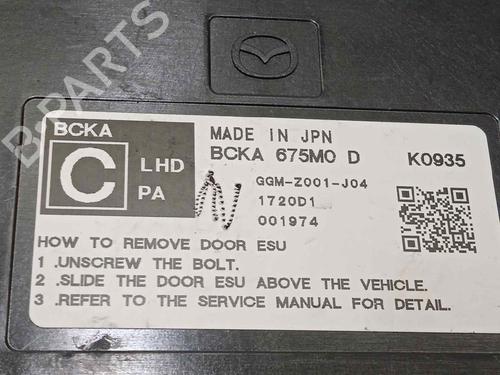 B-PARTS
BCKA
C
LHD
PA
MADE IN JPN
BCKA 675M0 D K0935
GGM-Z001-J04
1720D1
001974
HOW TO REMOVE DOOR ESU
1 .UNSCREW THE BOLT.
2 .SLIDE THE DOOR ESU ABOVE THE VEHICLE.
3 .REFER TO THE SERVICE MANUAL FOR DETAIL.